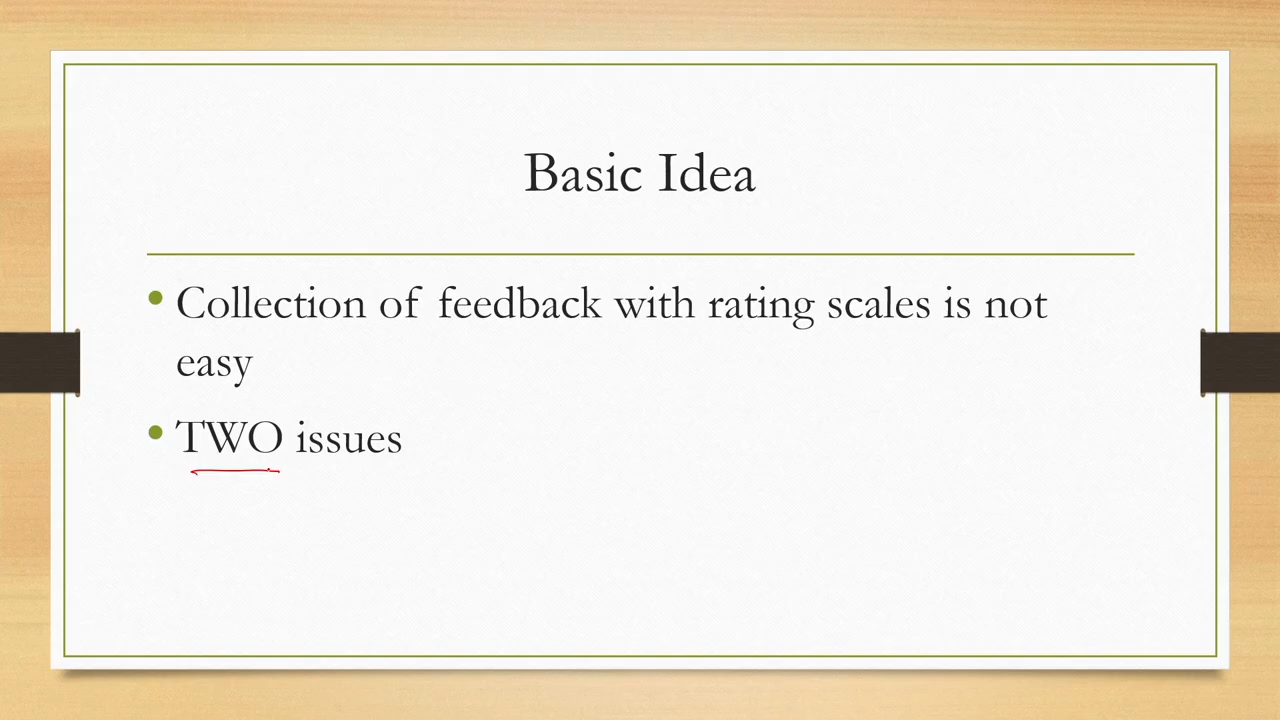 Basic Idea
Collection of feedback with rating scales is not
easy
TWO issues